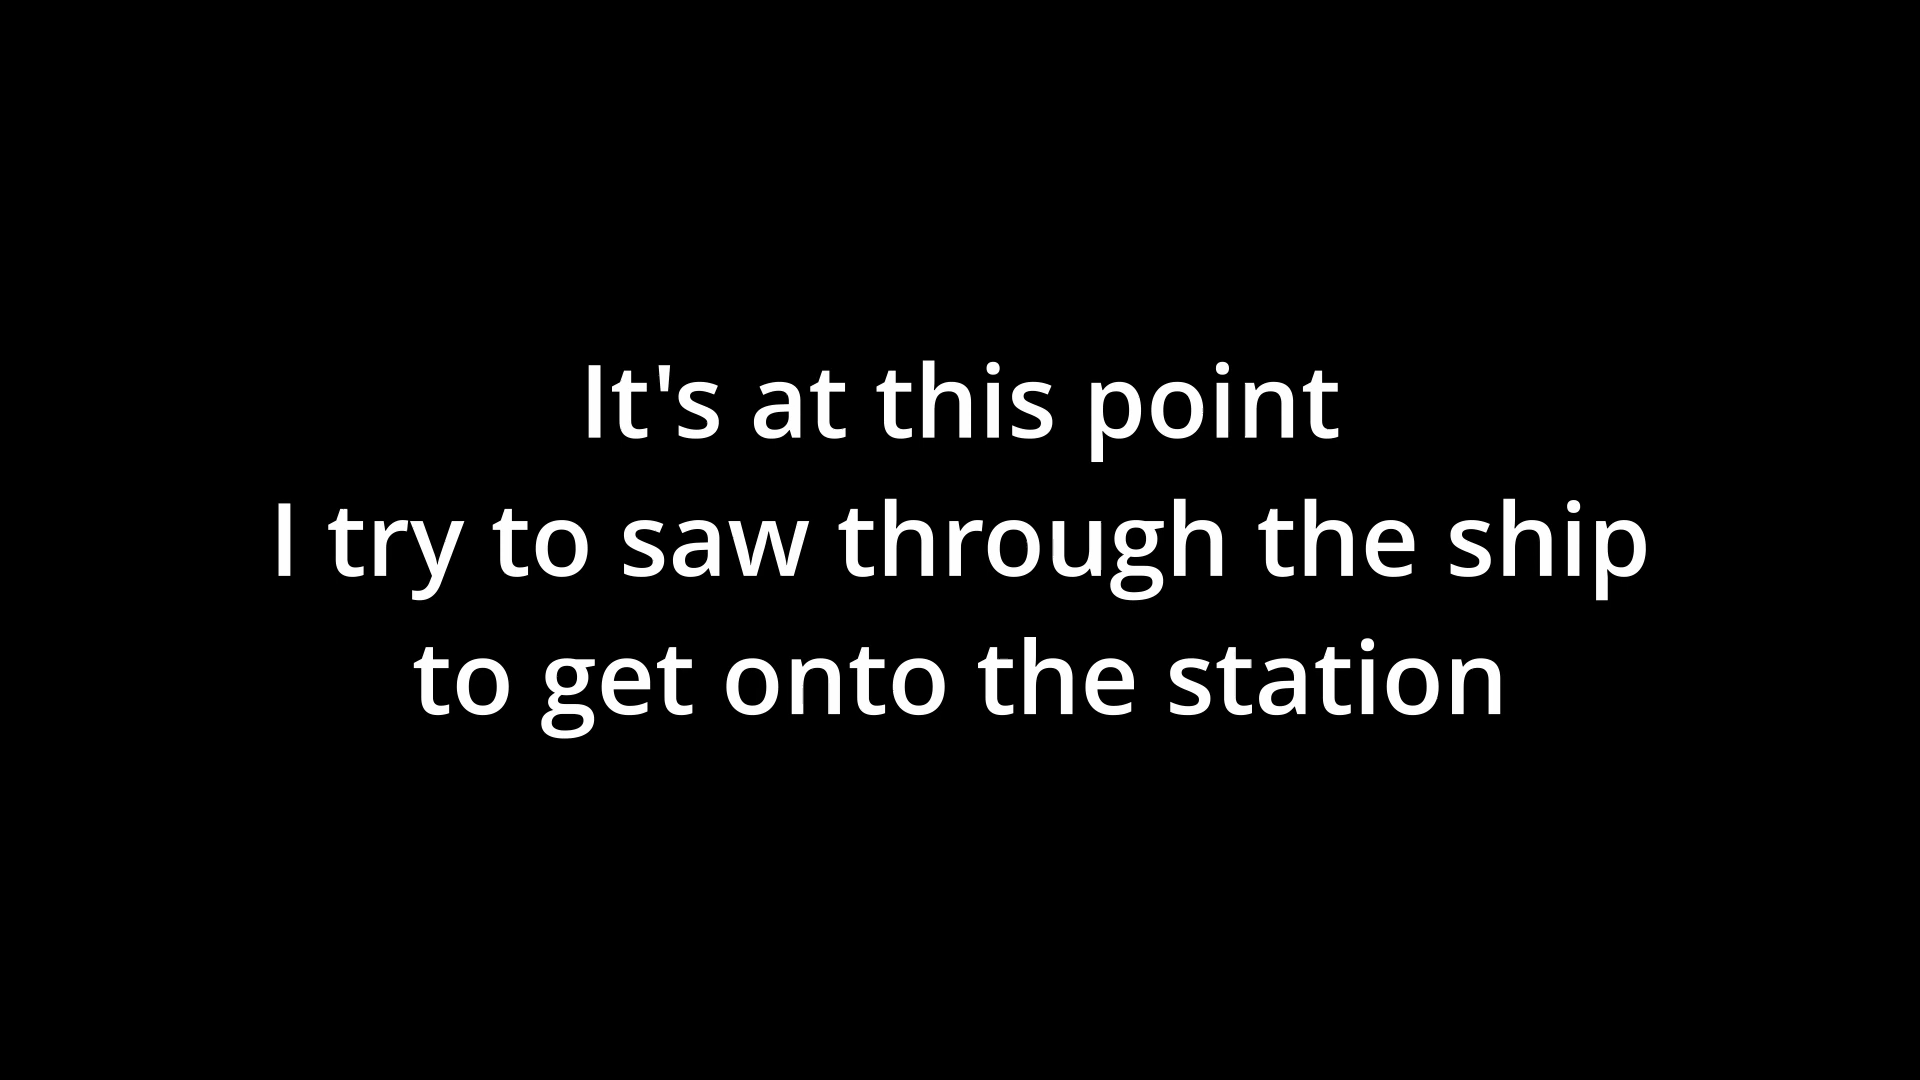 It's at this point
I try to saw through the ship
to get onto the station